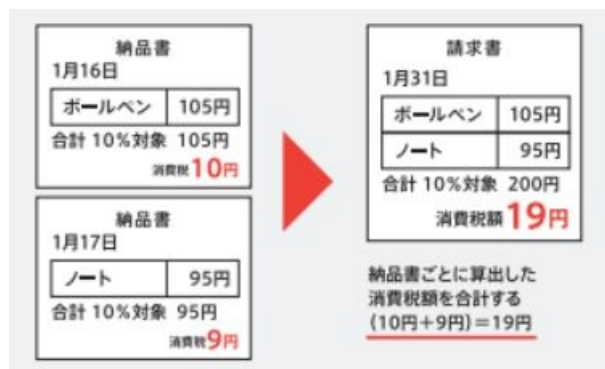 納品書
1月16日
ボールペン 105円
合計 10%対象 105円
消費税10円
納品書
1月17日
ノート 95円
合計 10%対象 95円
消費税9円
請求書
1月31日
ボールペン 105円
ノート 95円
合計 10%対象 200円
消費税額19円
納品書ごとに算出した
消費税額を合計する
(10円+9円)=19円